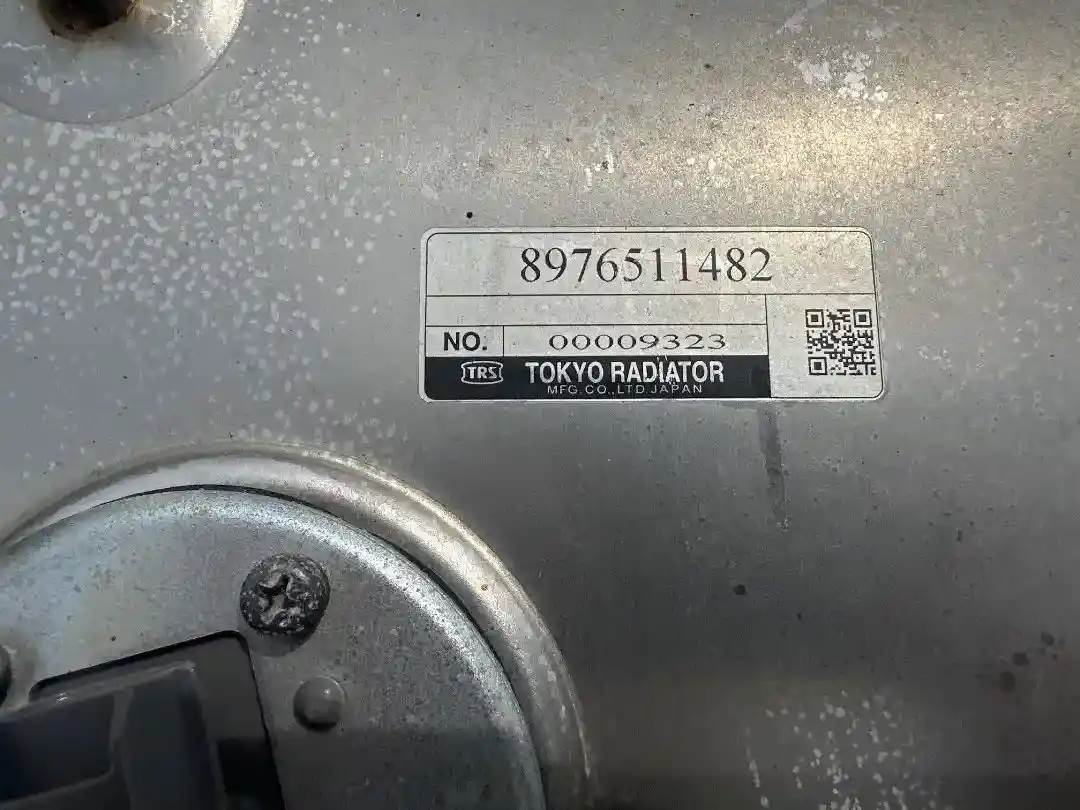 8976511482
NO. 00009323
TRS TOKYO RADIATOR
MFG.CO.,LTD.JAPAN